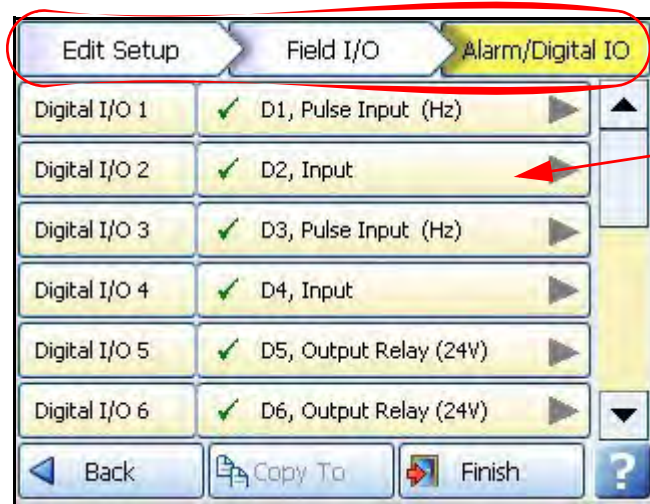 Edit Setup Field I/O Alarm/Digital IO
Digital I/O 1 D1, Pulse Input (Hz)
Digital I/O 2 D2, Input
Digital I/O 3 D3, Pulse Input (Hz)
Digital I/O 4 D4, Input
Digital I/O 5 D5, Output Relay (24V)
Digital I/O 6 D6, Output Relay (24V)
Back Copy To Finish ?